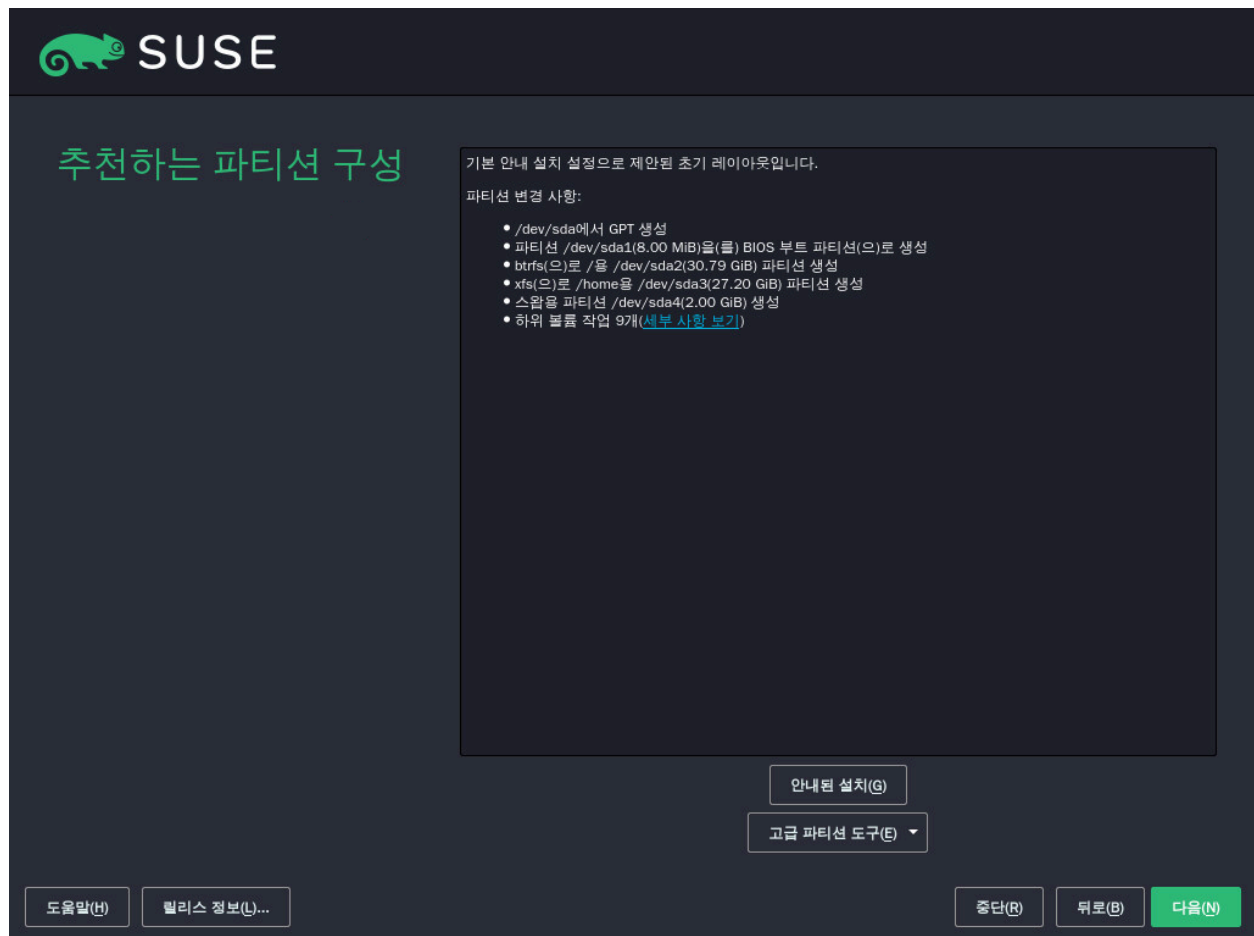 SUSE
추천하는 파티션 구성
기본 안내 설치 설정으로 제안된 초기 레이아웃입니다.
파티션 변경 사항:
• /dev/sda에서 GPT 생성
• 파티션 /dev/sda1(8.00 MiB)을(를) BIOS 부트 파티션(으)로 생성
• btrfs(으)로 /용 /dev/sda2(30.79 GiB) 파티션 생성
• xfs(으)로 /home용 /dev/sda3(27.20 GiB) 파티션 생성
• 스왑용 파티션 /dev/sda4(2.00 GiB) 생성
• 하위 볼륨 작업 9개(세부 사항 보기)
안내된 설치(G)
고급 파티션 도구(E)
도움말(H)
릴리스 정보(L)...
중단(R)
뒤로(B)
다음(N)